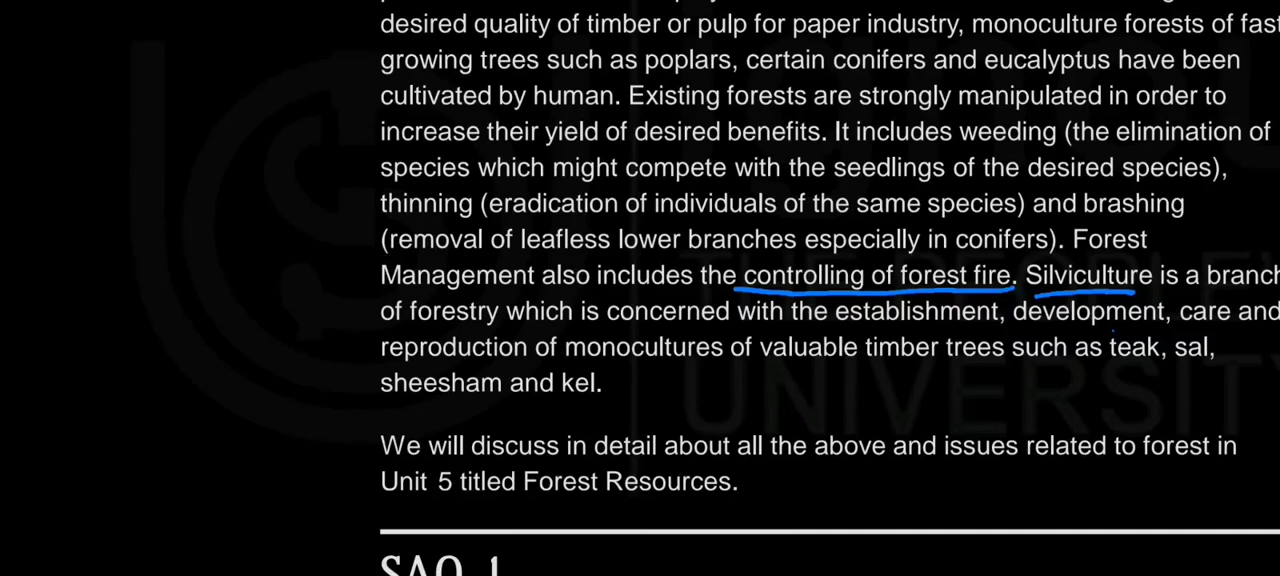 desired quality of timber or pulp for paper industry, monoculture forests of fast
growing trees such as poplars, certain conifers and eucalyptus have been
cultivated by human. Existing forests are strongly manipulated in order to
increase their yield of desired benefits. It includes weeding (the elimination of
species which might compete with the seedlings of the desired species),
thinning (eradication of individuals of the same species) and brashing
(removal of leafless lower branches especially in conifers). Forest
Management also includes the controlling of forest fire. Silviculture is a branch
of forestry which is concerned with the establishment, development, care and
reproduction of monocultures of valuable timber trees such as teak, sal,
sheesham and kel.
We will discuss in detail about all the above and issues related to forest in
Unit 5 titled Forest Resources.
SAQ 1
THE PEOPLE'S
UNIVERSITY